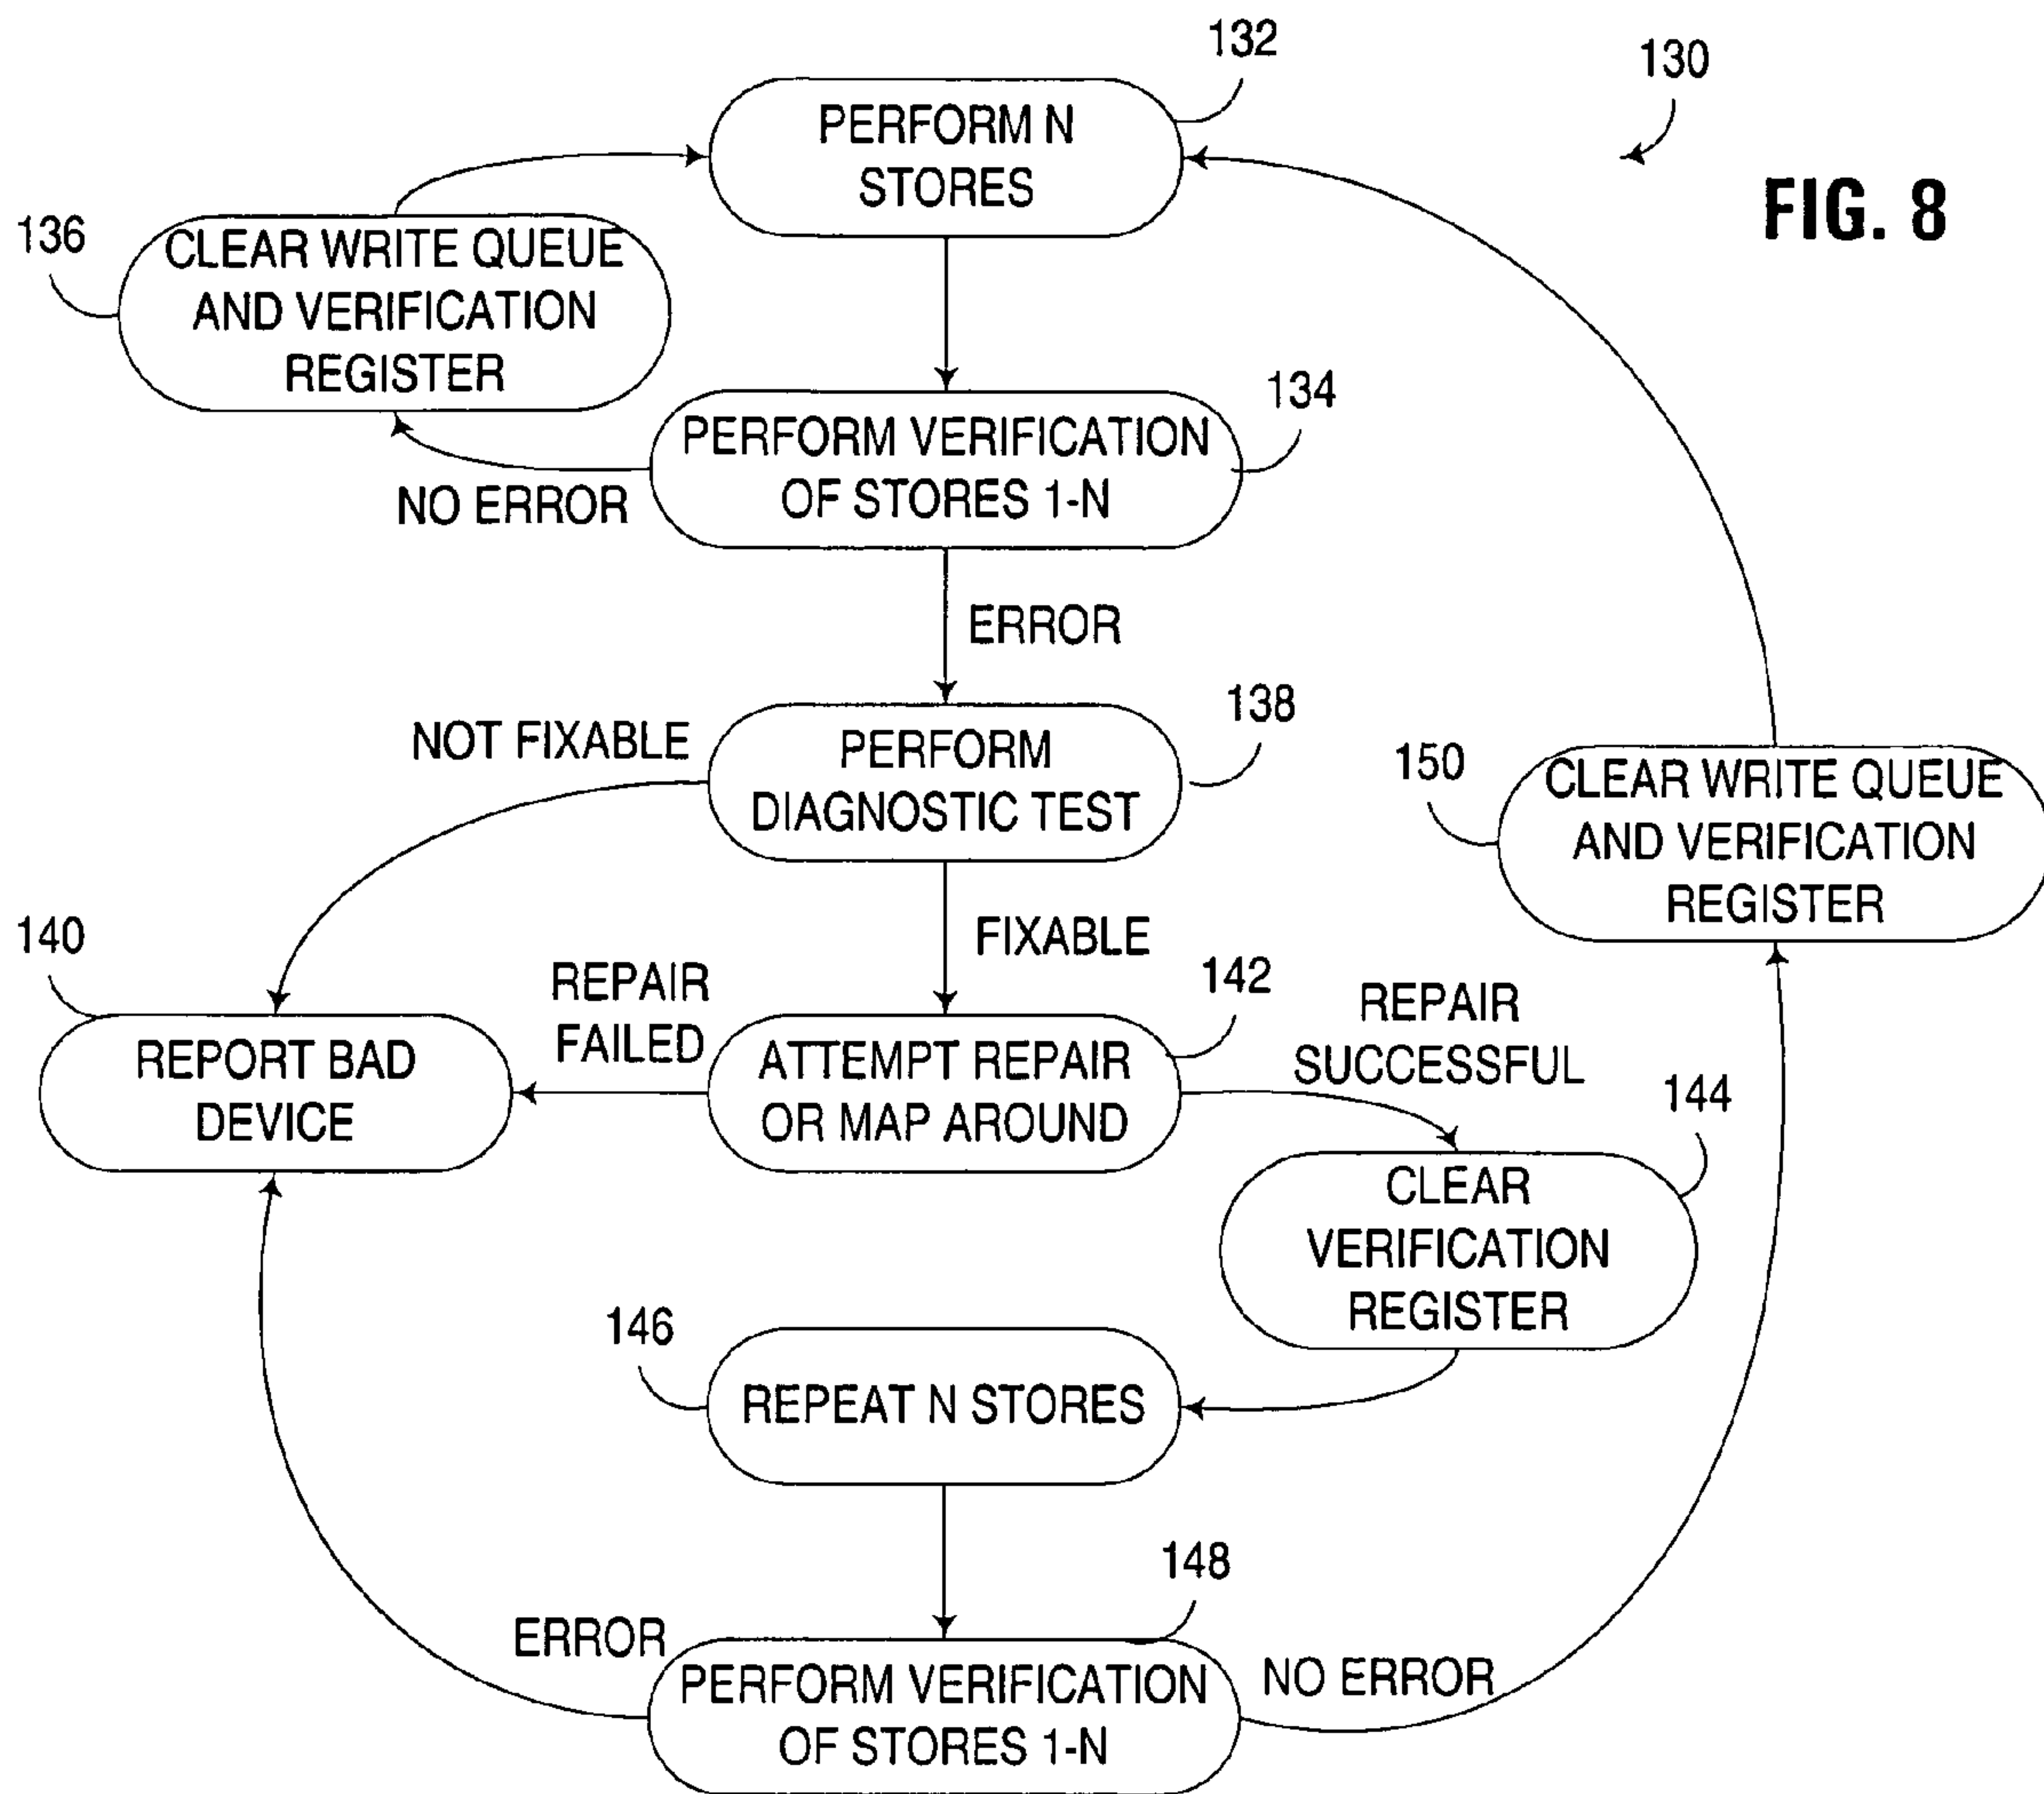 132
130
PERFORM N
STORES
FIG. 8
136
CLEAR WRITE QUEUE
AND VERIFICATION
REGISTER
134
PERFORM VERIFICATION
OF STORES 1-N
NO ERROR
ERROR
138
NOT FIXABLE
PERFORM
DIAGNOSTIC TEST
150
CLEAR WRITE QUEUE
AND VERIFICATION
REGISTER
140
FIXABLE
REPAIR
FAILED
142
REPAIR
SUCCESSFUL
REPORT BAD
DEVICE
ATTEMPT REPAIR
OR MAP AROUND
144
CLEAR
VERIFICATION
REGISTER
146
REPEAT N STORES
148
ERROR
PERFORM VERIFICATION
OF STORES 1-N
NO ERROR